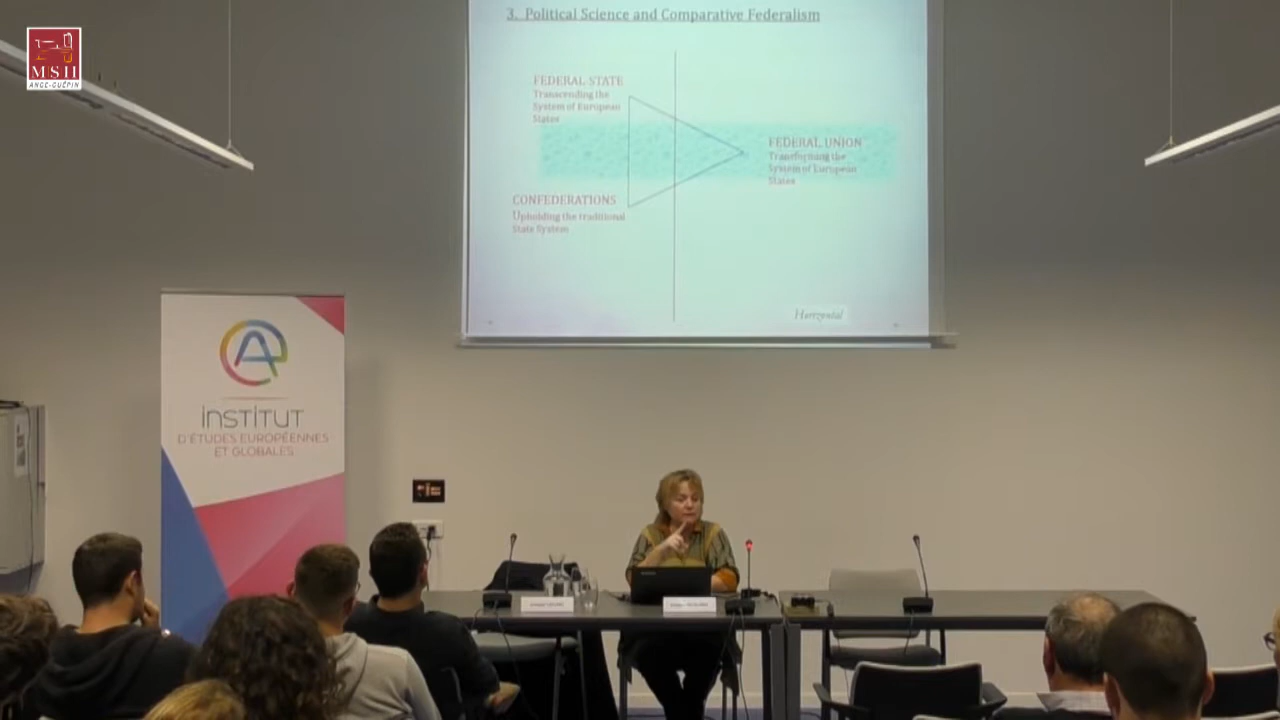 MSH
ANGE-GUÉPIN
3. Political Science and Comparative Federalism
FEDERAL STATE
Transcending the
System of European
States
FEDERAL UNION
Transforming the
System of European
States
CONFEDERATIONS
Upholding the traditional
State System
Horizontal
iNSTiTUT
D'ÉTUDES EUROPÉENNES
ET GLOBALES